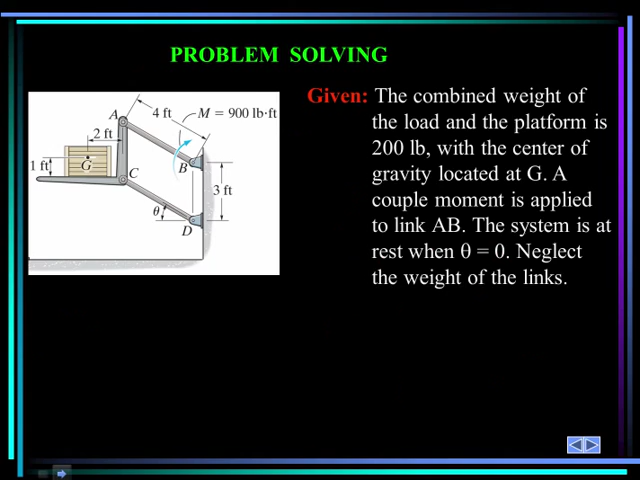 PROBLEM SOLVING
Given: The combined weight of
the load and the platform is
200 lb, with the center of
gravity located at G. A
couple moment is applied
to link AB. The system is at
rest when θ = 0. Neglect
the weight of the links.
A
4 ft
M = 900 lb·ft
2 ft
1 ft
G
C
B
3 ft
θ
D